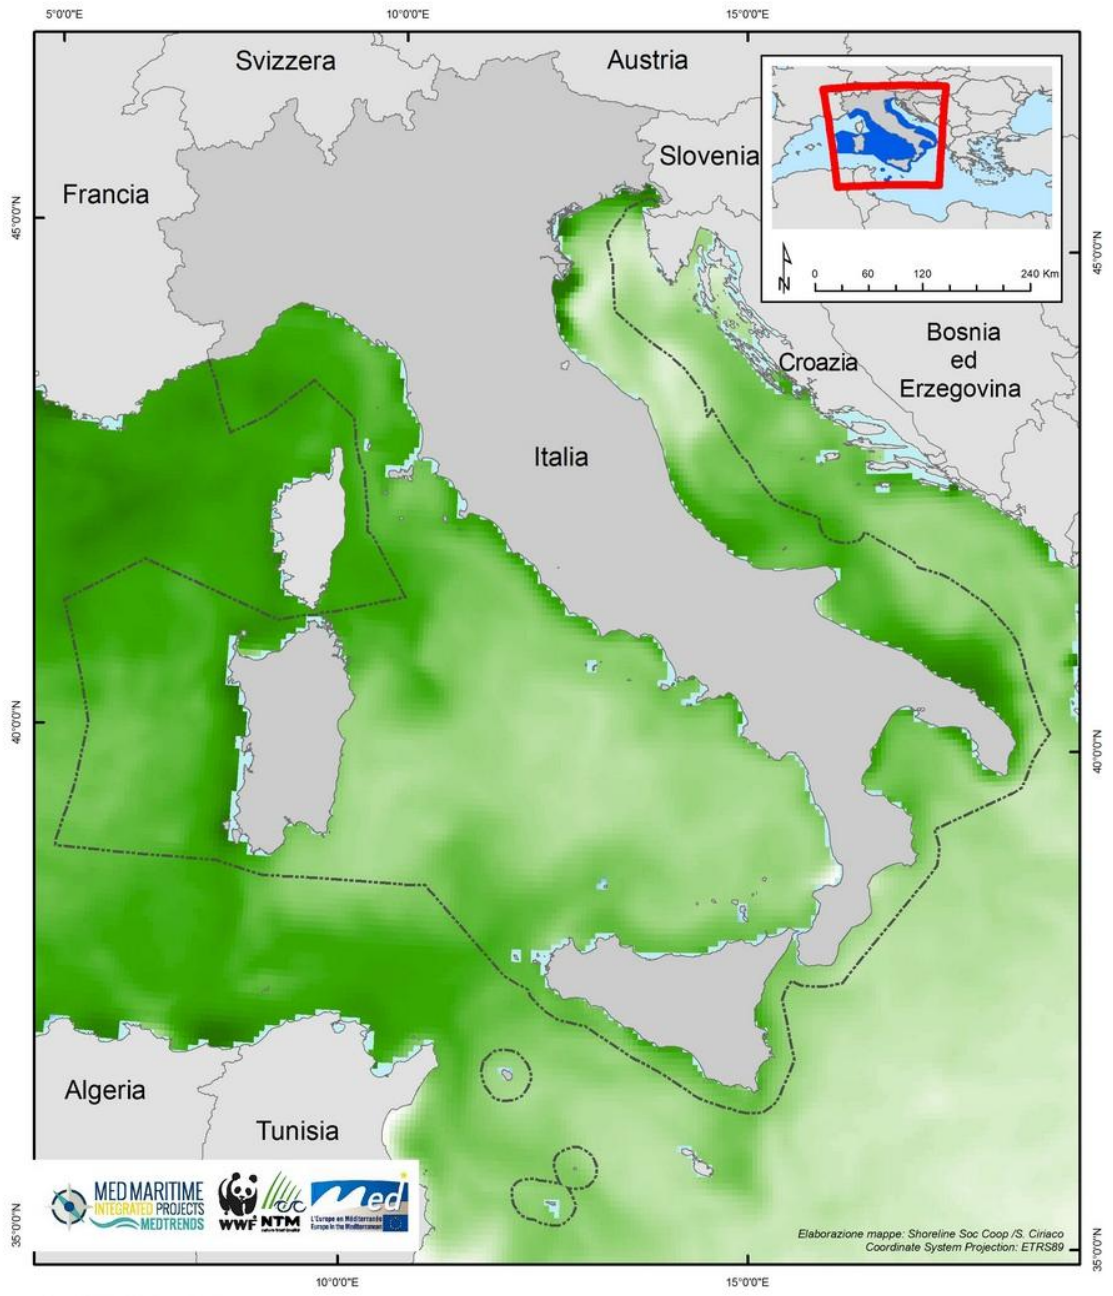 5°0'0"E
10°0'0"E
15°0'0"E
Svizzera
Austria
Slovenia
Francia
45°0'0"N
45°0'0"N
0 60 120 240 Km
N
Bosnia
ed
Erzegovina
Croazia
Italia
40°0'0"N
40°0'0"N
Algeria
Tunisia
MED MARITIME
INTEGRATED PROJECTS
MEDTRENDS
WWF
NTM
Med
L'Europe en Méditerranée
Europe in the Mediterranean
Elaborazione mappe: Shoreline Soc Coop /S. Ciriaco
Coordinate System Projection: ETRS89
35°0'0"N
35°0'0"N
10°0'0"E
15°0'0"E